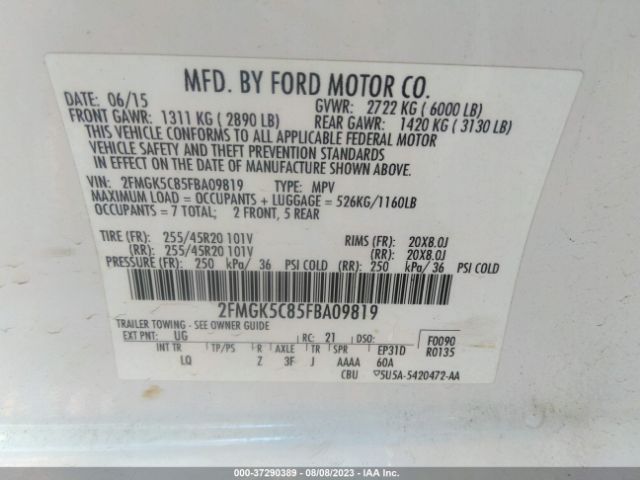 MFD. BY FORD MOTOR CO.
DATE: 06/15 GVWR: 2722 KG ( 6000 LB)
FRONT GAWR: 1311 KG ( 2890 LB) REAR GAWR: 1420 KG ( 3130 LB)
THIS VEHICLE CONFORMS TO ALL APPLICABLE FEDERAL MOTOR
VEHICLE SAFETY AND THEFT PREVENTION STANDARDS
IN EFFECT ON THE DATE OF MANUFACTURE SHOWN ABOVE.
VIN: 2FMGK5C85FBA09819 TYPE: MPV
MAXIMUM LOAD = OCCUPANTS + LUGGAGE = 526KG/1160LB
OCCUPANTS = 7 TOTAL; 2 FRONT, 5 REAR
TIRE (FR): 255/45R20 101V RIMS (FR): 20X8.0J
(RR): 255/45R20 101V (RR): 20X8.0J
PRESSURE (FR): 250 kPa/ 36 PSI COLD (RR): 250 kPa/ 36 PSI COLD
2FMGK5C85FBA09819
TRAILER TOWING - SEE OWNER GUIDE
EXT PNT: UG RC: 21 DSO: F0090
INT TR TP/PS R AXLE TR SPR EP31D R0135
LQ Z 3F J AAAA 60A
CBU 5U5A-5420472-AA
000-37290389 - 08/08/2023 - IAA Inc.